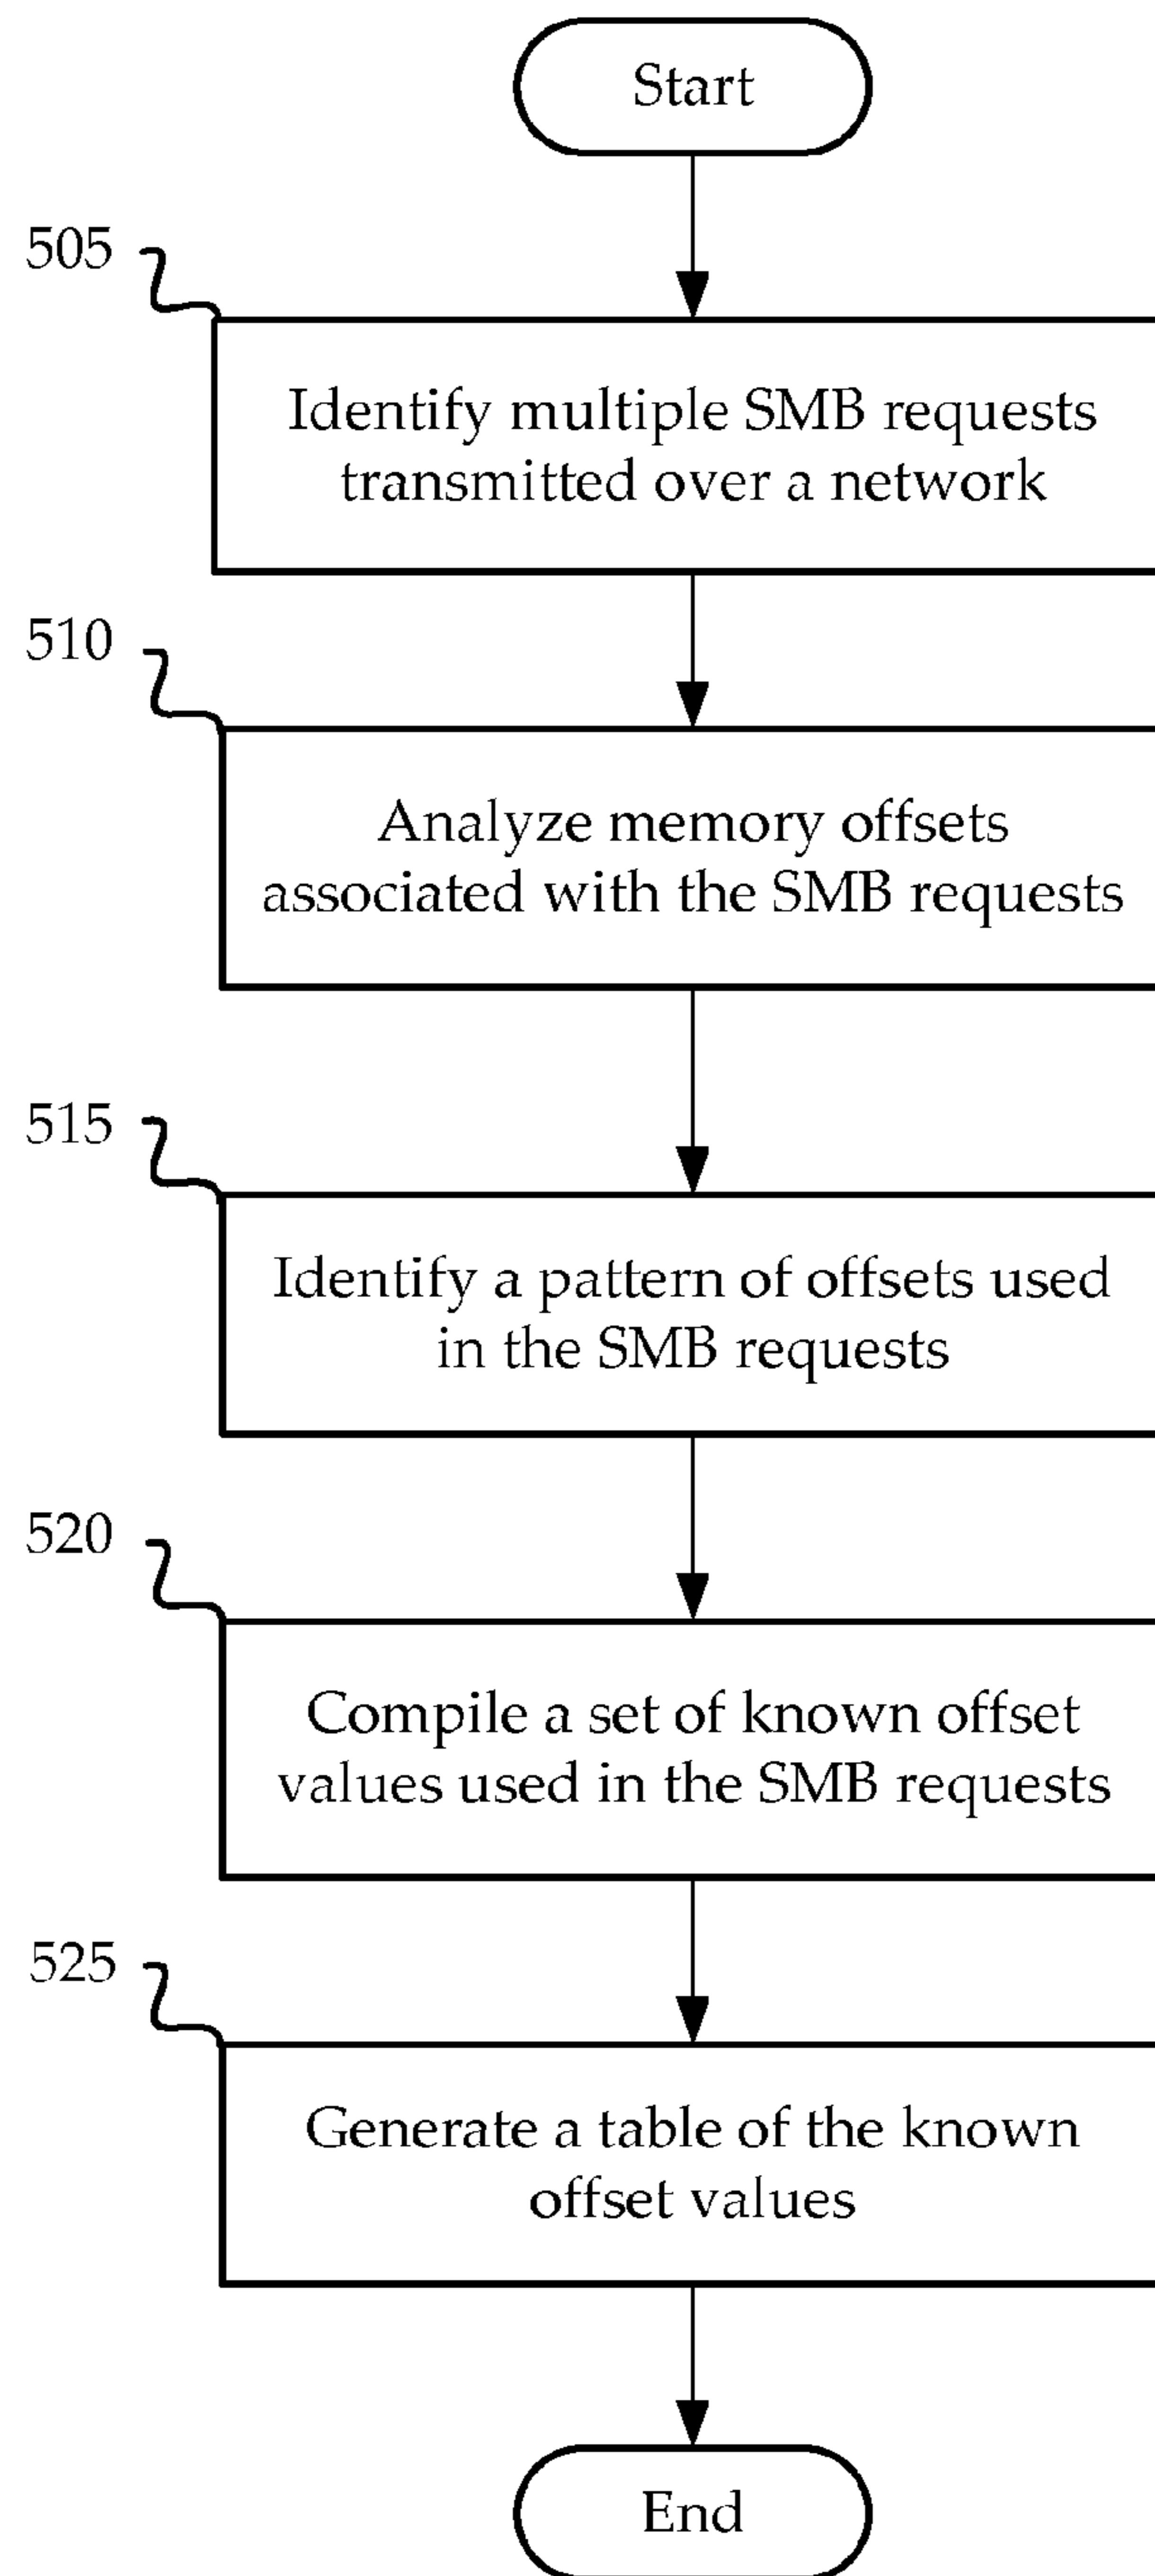 Start
505
Identify multiple SMB requests
transmitted over a network
510
Analyze memory offsets
associated with the SMB requests
515
Identify a pattern of offsets used
in the SMB requests
520
Compile a set of known offset
values used in the SMB requests
525
Generate a table of the known
offset values
End